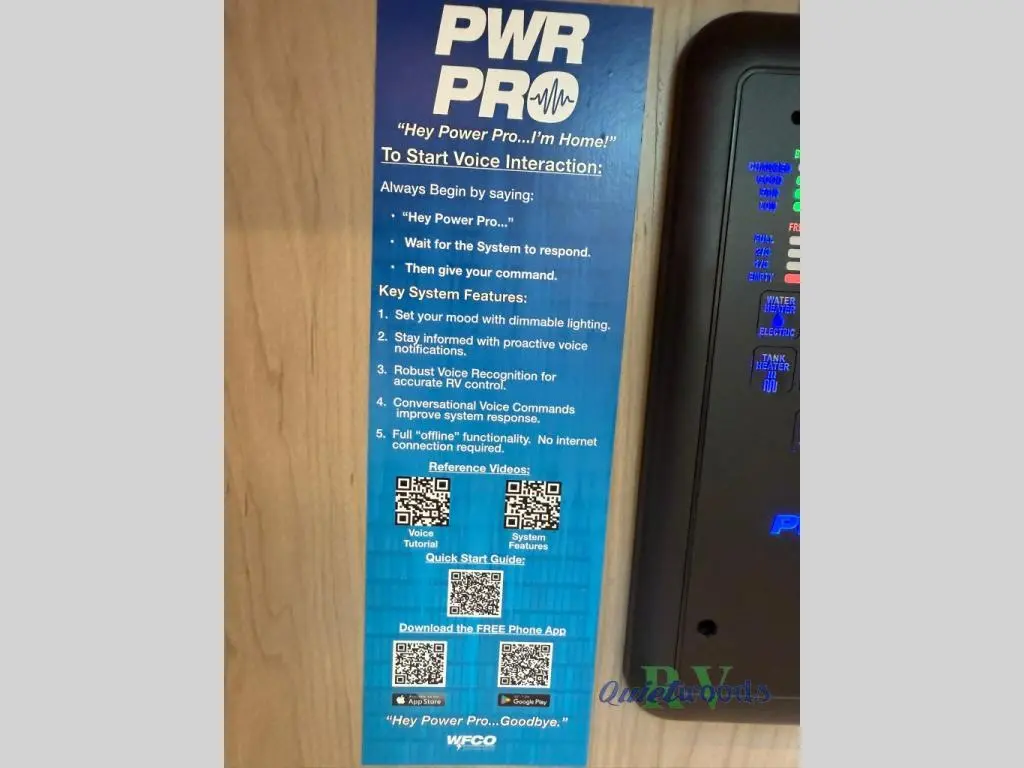 PWR
PRO
“Hey Power Pro...I'm Home!”
To Start Voice Interaction:
Always Begin by saying:
• “Hey Power Pro...”
• Wait for the System to respond.
• Then give your command.
Key System Features:
1. Set your mood with dimmable lighting.
2. Stay informed with proactive voice
notifications.
3. Robust Voice Recognition for
accurate RV control.
4. Conversational Voice Commands
improve system response.
5. Full “offline” functionality. No internet
connection required.
Reference Videos:
Voice
Tutorial
System
Features
Quick Start Guide:
Download the FREE Phone App
App Store
Google Play
“Hey Power Pro...Goodbye.”
WFCO
CHARGED
GOOD
FAIR
LOW
FULL
2/3
1/3
EMPTY
WATER
HEATER
ELECTRIC
TANK
HEATER
RV
Quietwoods